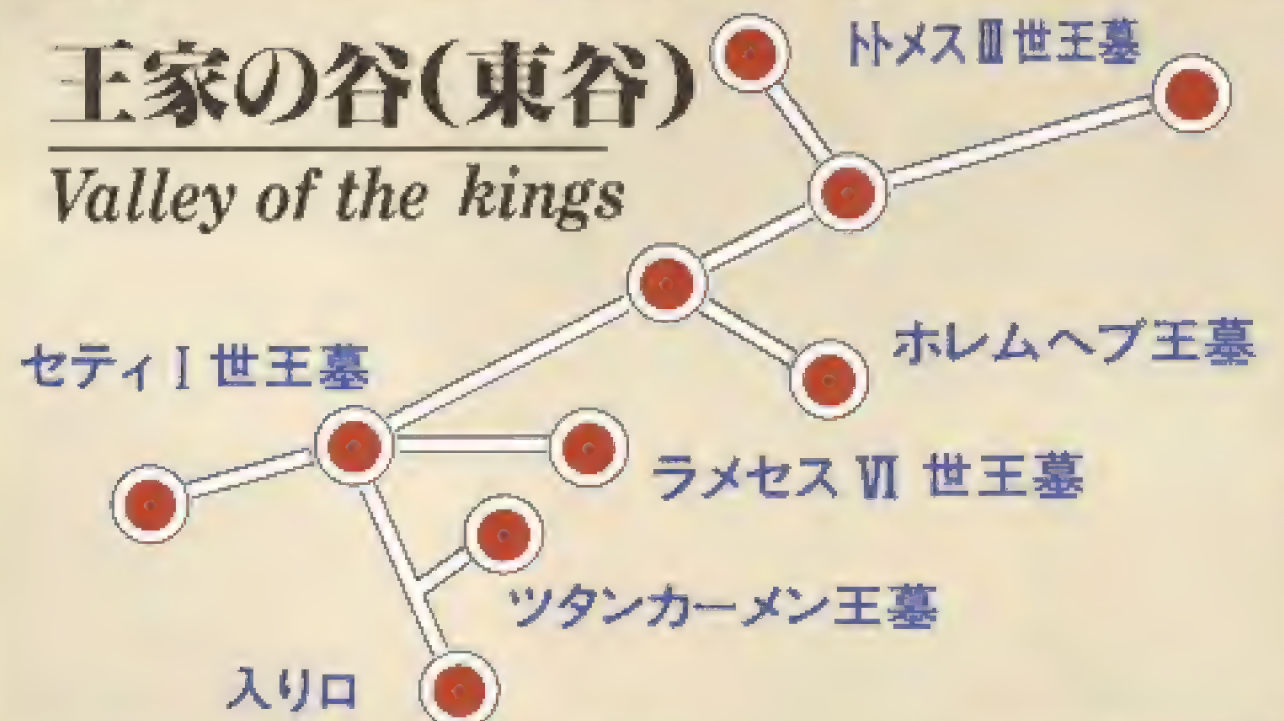 王家の谷(東谷)
Valley of the kings
トトメスⅢ世王墓
ホレムヘブ王墓
セティⅠ世王墓
ラメセスⅥ世王墓
ツタンカーメン王墓
入り口